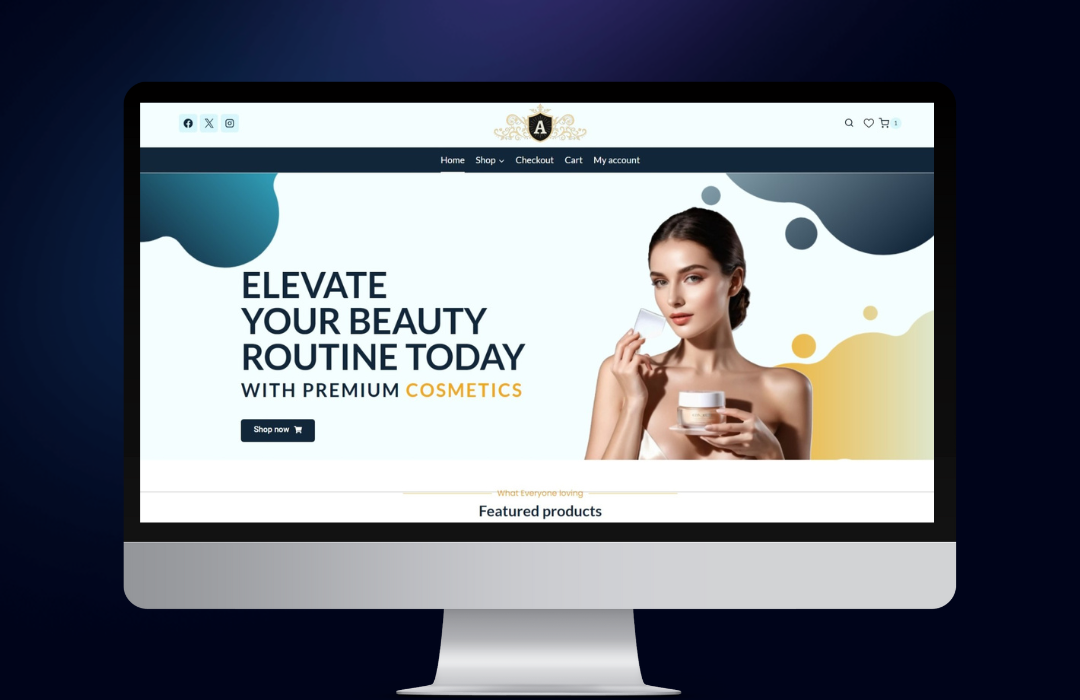 A
1
Home Shop Checkout Cart My account
ELEVATE
YOUR BEAUTY
ROUTINE TODAY
WITH PREMIUM COSMETICS
Shop now
What Everyone loving
Featured products